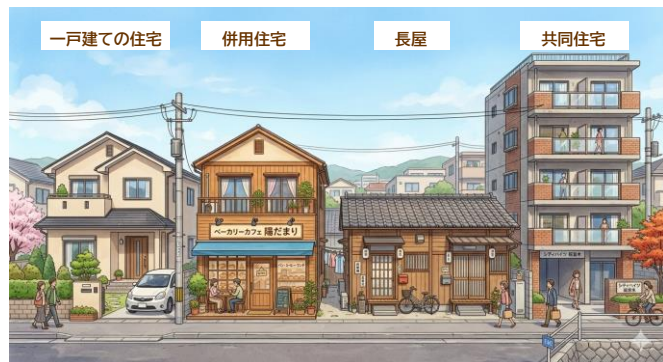 一戸建ての住宅
併用住宅
長屋
共同住宅
ベーカリーカフェ 陽だまり